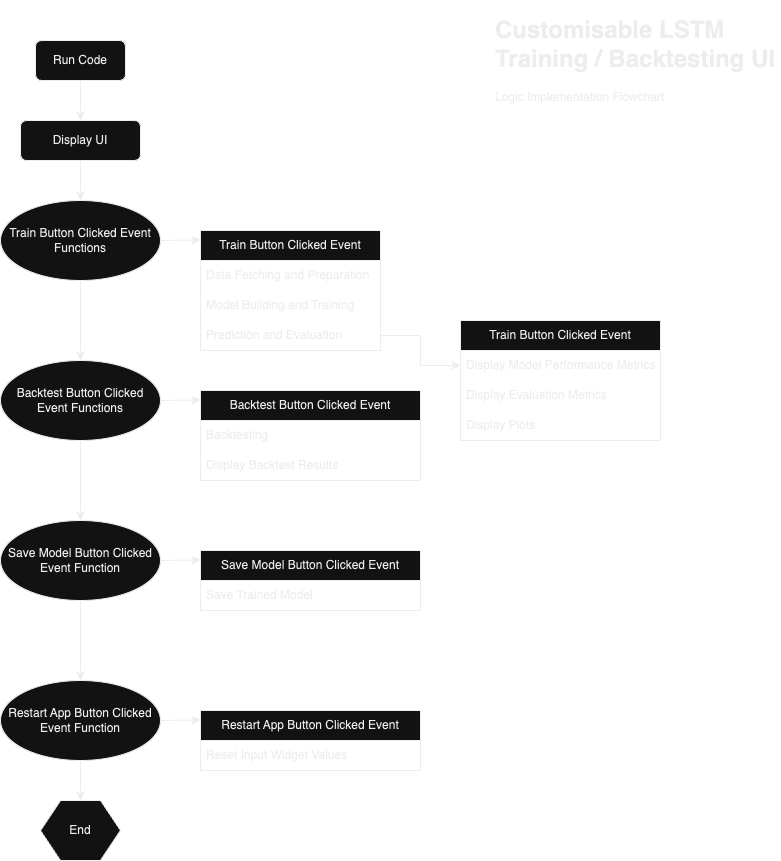 Customisable LSTM
Training / Backtesting UI
Logic Implementation Flowchart
Run Code
Display UI
Train Button Clicked Event
Functions
Train Button Clicked Event
Data Fetching and Preparation
Model Building and Training
Prediction and Evaluation
Train Button Clicked Event
Display Model Performance Metrics
Display Evaluation Metrics
Display Plots
Backtest Button Clicked
Event Functions
Backtest Button Clicked Event
Backtesting
Display Backtest Results
Save Model Button Clicked
Event Function
Save Model Button Clicked Event
Save Trained Model
Restart App Button Clicked
Event Function
Restart App Button Clicked Event
Reset Input Widget Values
End